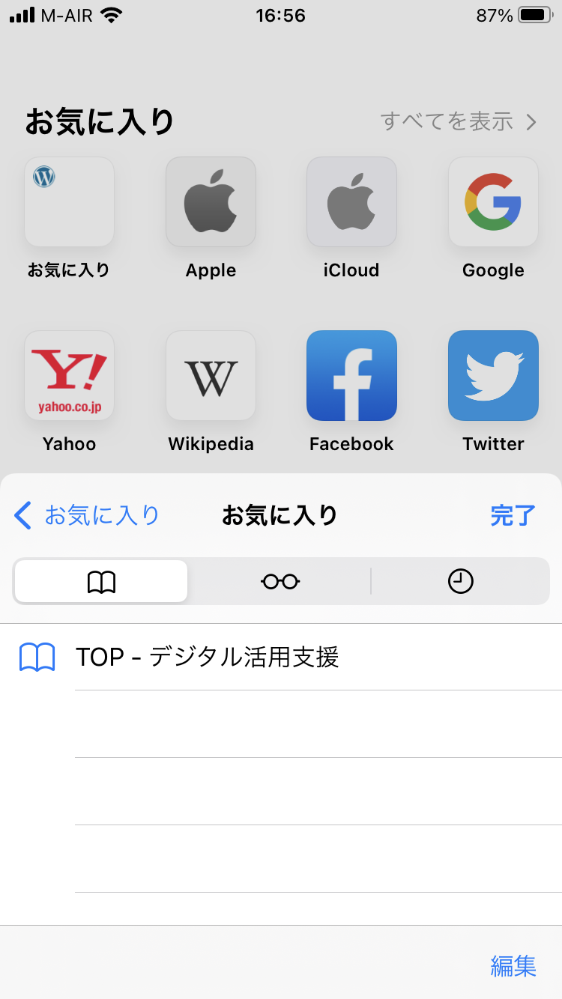 M-AIR 16:56 87%
お気に入り すべてを表示
お気に入り Apple iCloud Google
yahoo.co.jp
Yahoo Wikipedia Facebook Twitter
お気に入り お気に入り 完了
TOP - デジタル活用支援
編集